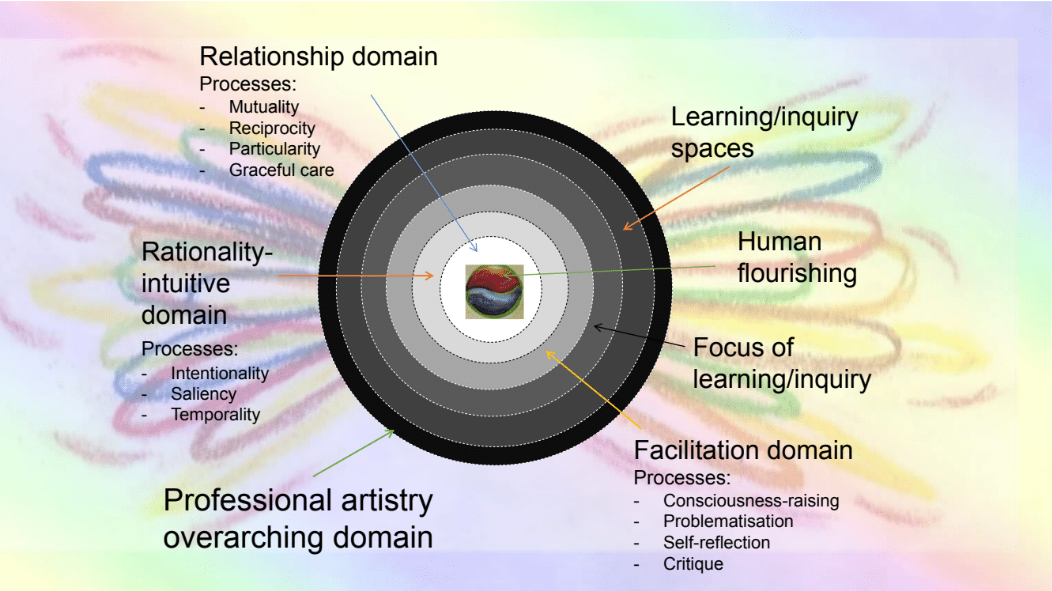 Relationship domain
Processes:
- Mutuality
- Reciprocity
- Particularity
- Graceful care
Learning/inquiry
spaces
Rationality-
intuitive
domain
Processes:
- Intentionality
- Saliency
- Temporality
Human
flourishing
Focus of
learning/inquiry
Professional artistry
overarching domain
Facilitation domain
Processes:
- Consciousness-raising
- Problematisation
- Self-reflection
- Critique